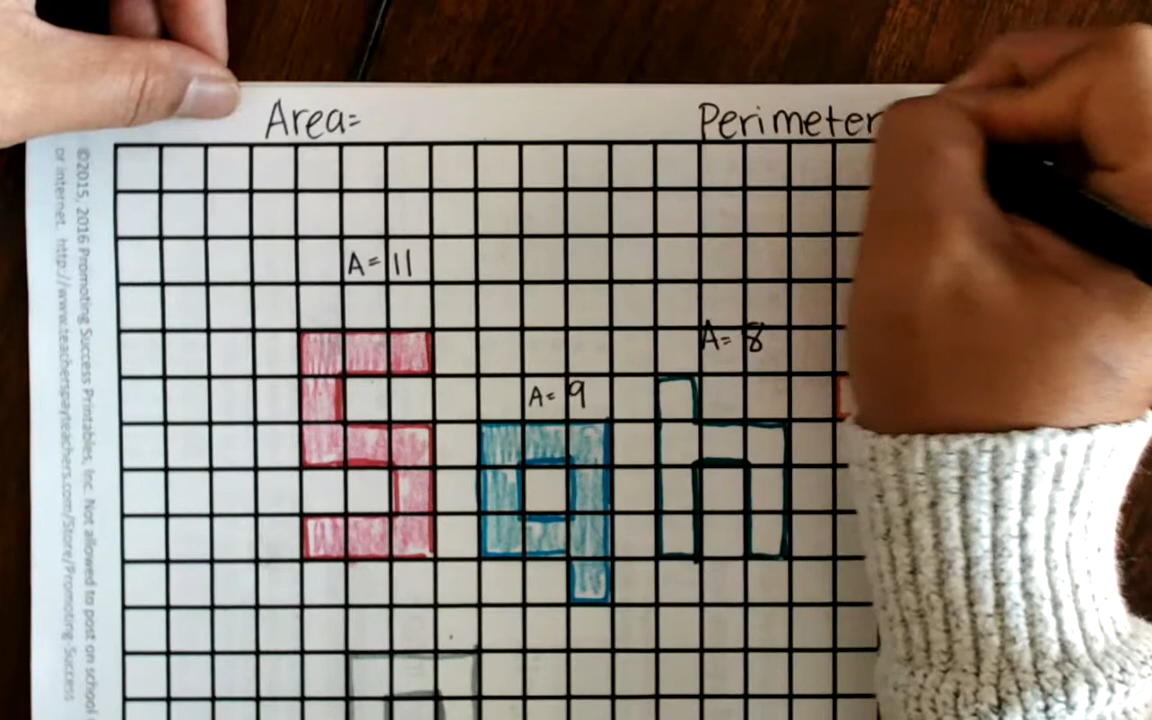 Area=
Perimeter
A= 11
A= 8
A= 9
©2015, 2016 Promoting Success Printables, Inc. Not allowed to post on school
or internet. http://www.teacherspayteachers.com/Store/Promoting-Success